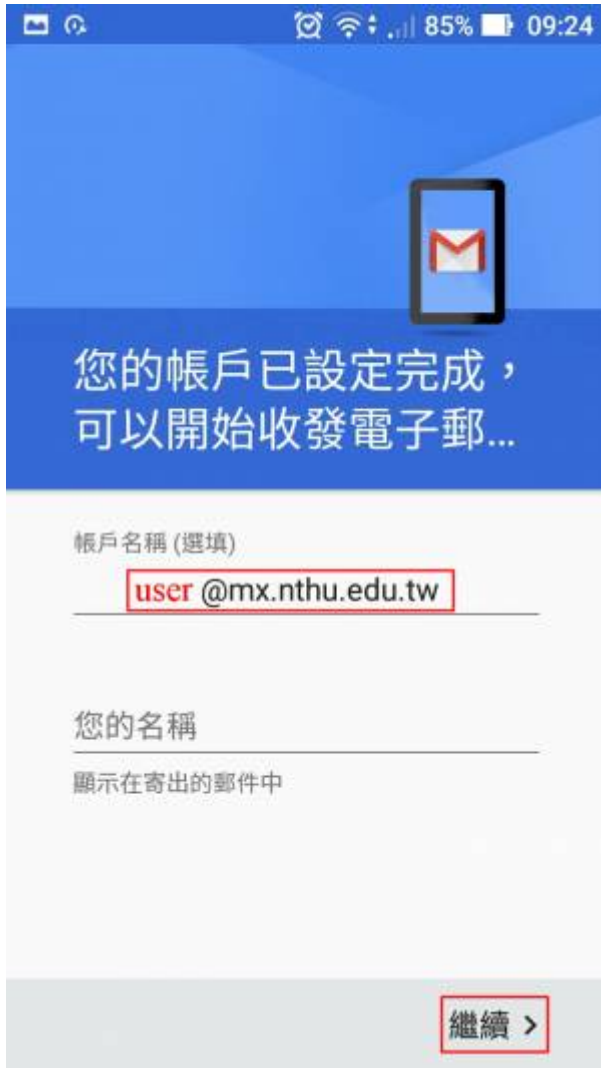 85% 09:24
您的帳戶已設定完成，
可以開始收發電子郵...
帳戶名稱 (選填)
user @mx.nthu.edu.tw
您的名稱
顯示在寄出的郵件中
繼續 >